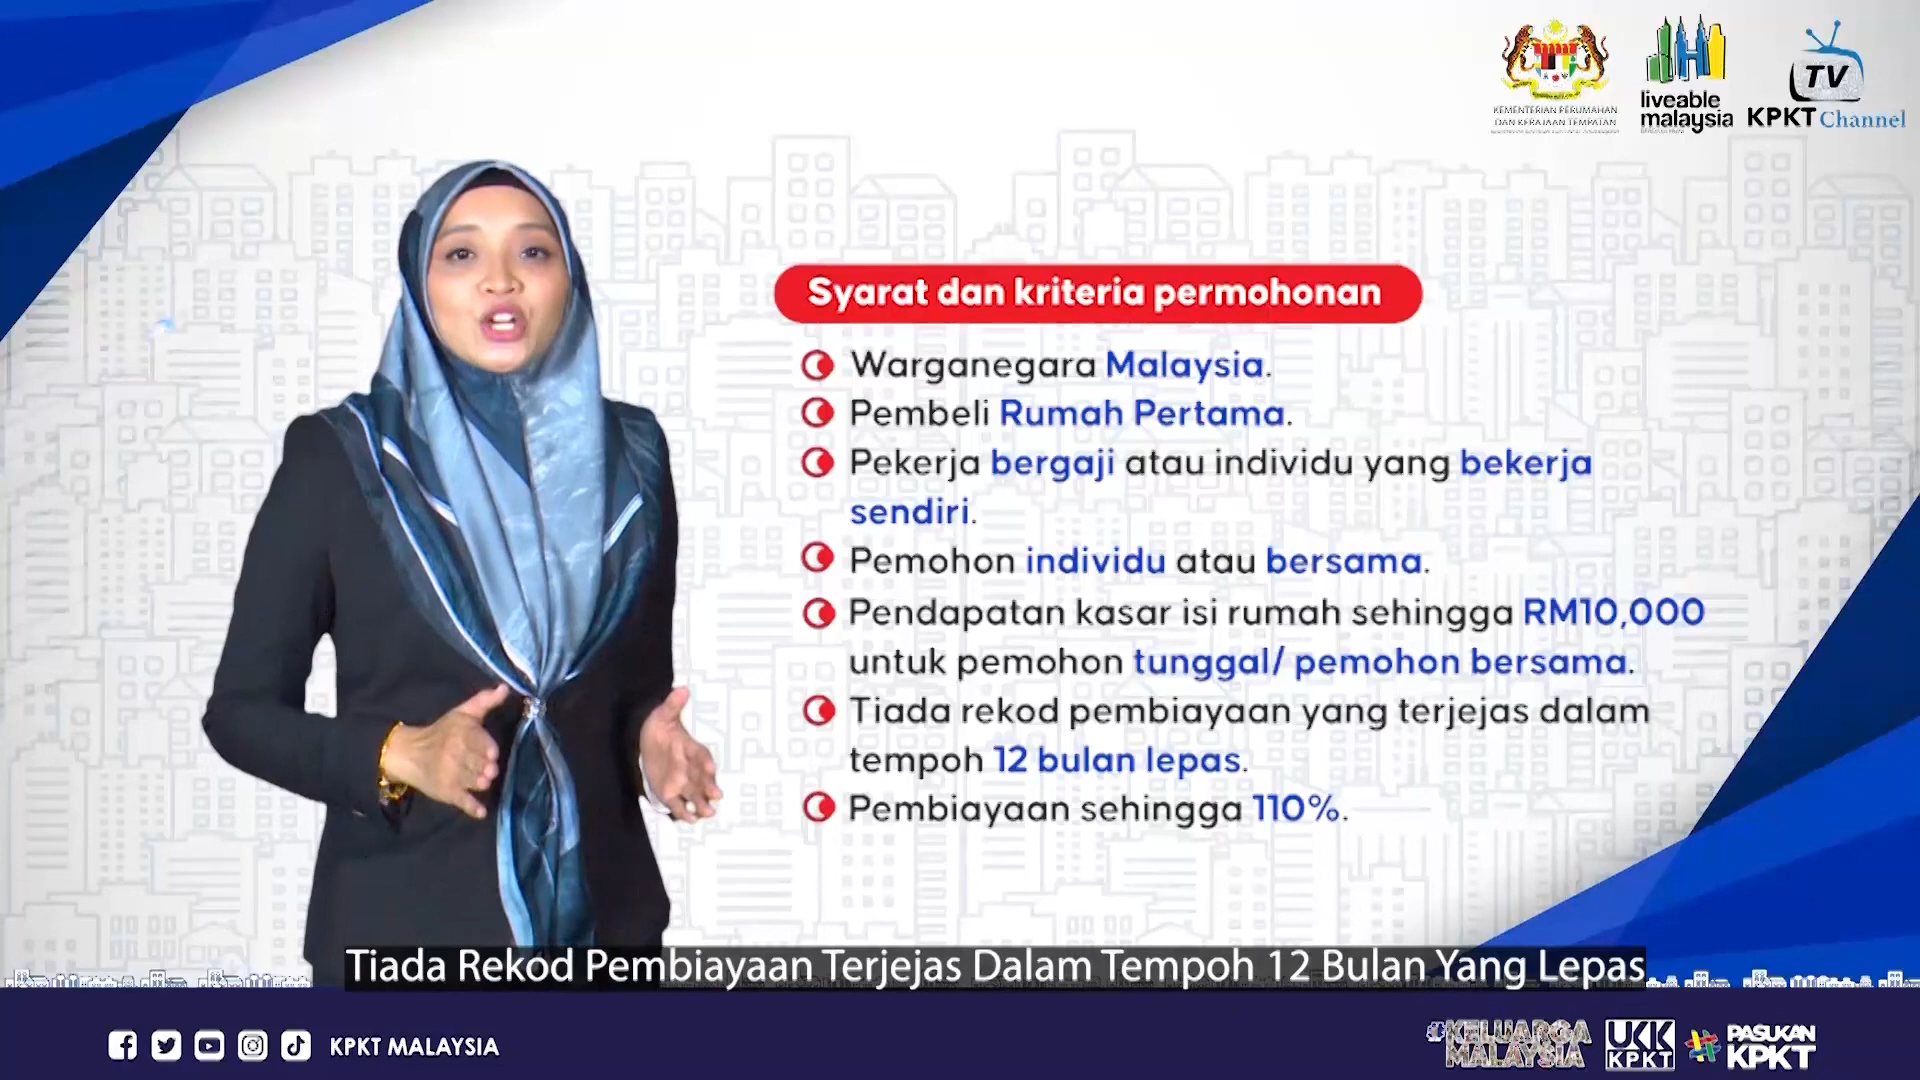 KEMENTERIAN PERUMAHAN
DAN KERAJAAN TEMPATAN
liveable
malaysia
TV
KPKT Channel
Syarat dan kriteria permohonan
Warganegara Malaysia.
Pembeli Rumah Pertama.
Pekerja bergaji atau individu yang bekerja
sendiri.
Pemohon individu atau bersama.
Pendapatan kasar isi rumah sehingga RM10,000
untuk pemohon tunggal/ pemohon bersama.
Tiada rekod pembiayaan yang terjejas dalam
tempoh 12 bulan lepas.
Pembiayaan sehingga 110%.
Tiada Rekod Pembiayaan Terjejas Dalam Tempoh 12 Bulan Yang Lepas
KPKT MALAYSIA
#KELUARGA
MALAYSIA
UKK
KPKT
PASUKAN
KPKT